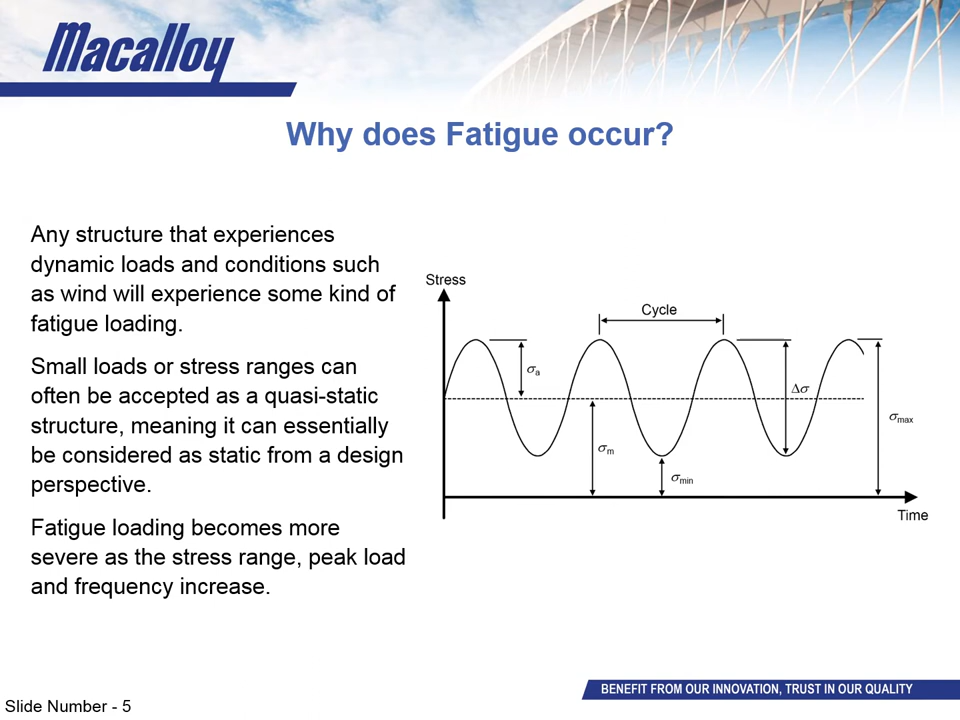 Macalloy
Why does Fatigue occur?
Any structure that experiences
dynamic loads and conditions such
as wind will experience some kind of
fatigue loading.
Small loads or stress ranges can
often be accepted as a quasi-static
structure, meaning it can essentially
be considered as static from a design
perspective.
Fatigue loading becomes more
severe as the stress range, peak load
and frequency increase.
Stress
Cycle
σa
Δσ
σmax
σm
σmin
Time
BENEFIT FROM OUR INNOVATION, TRUST IN OUR QUALITY
Slide Number - 5